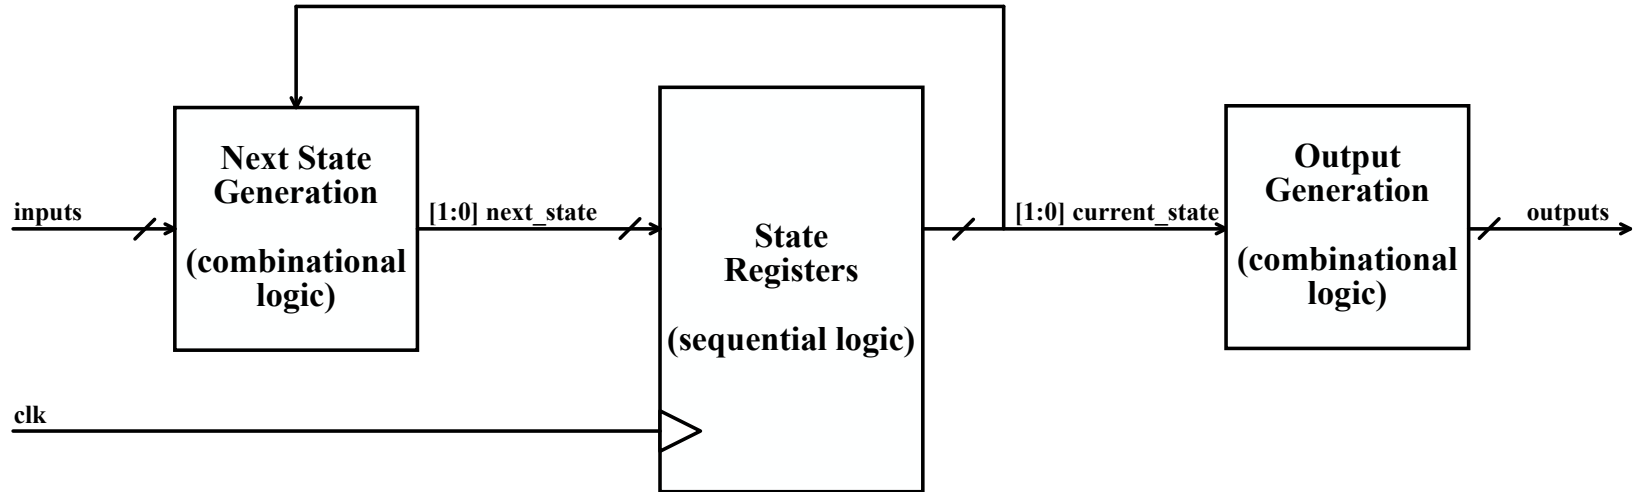 Next State
Generation
(combinational
logic)
inputs
[1:0] next_state
State
Registers
(sequential logic)
[1:0] current_state
Output
Generation
(combinational
logic)
outputs
clk